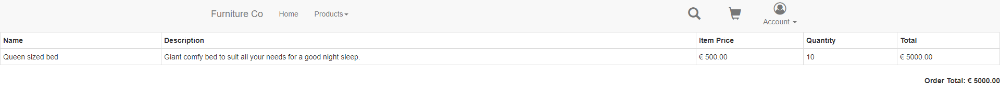 Furniture Co Home Products Account
Name Description Item Price Quantity Total
Queen sized bed Giant comfy bed to suit all your needs for a good night sleep. € 500.00 10 € 5000.00
Order Total: € 5000.00